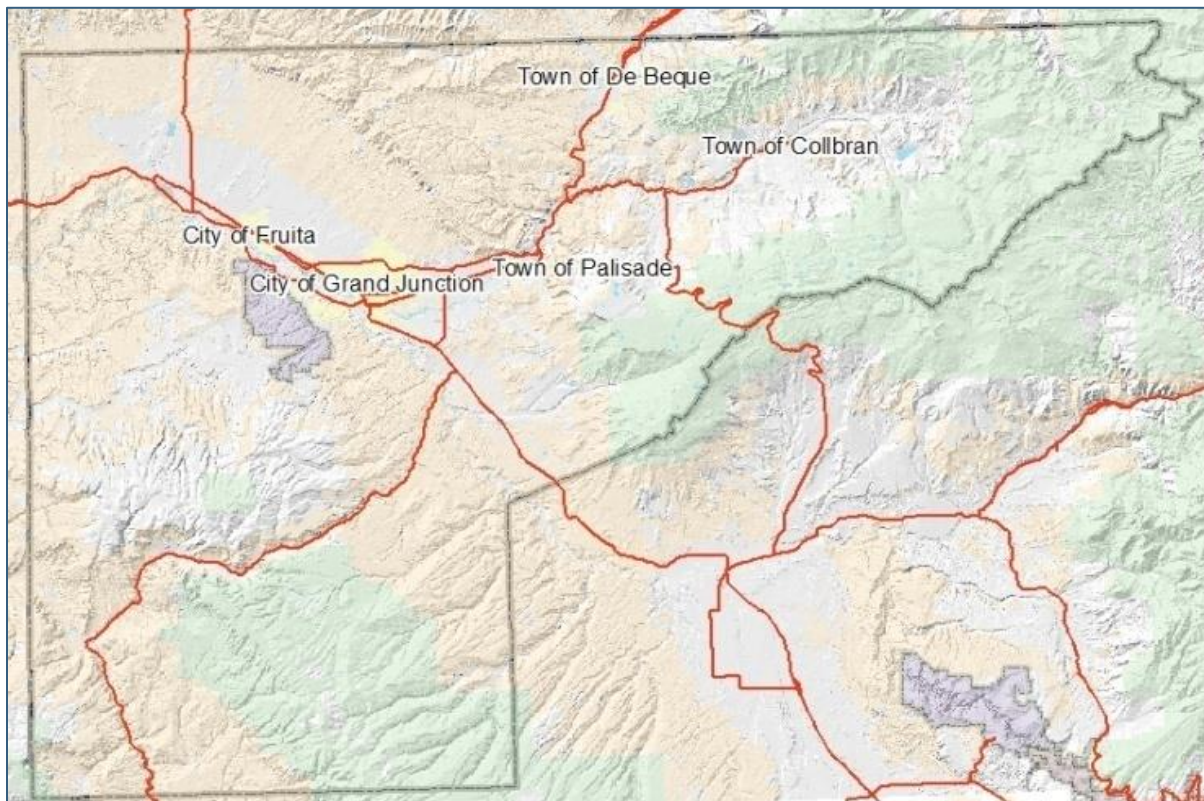 Town of De Beque
Town of Collbran
City of Fruita
Town of Palisade
City of Grand Junction